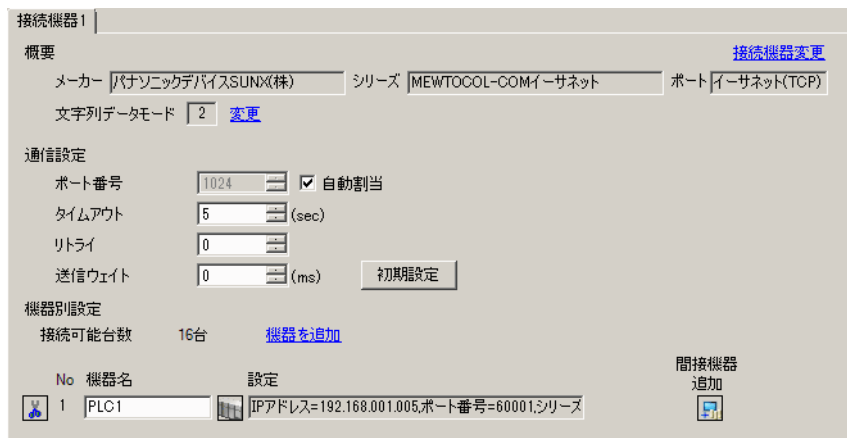 接続機器1
概要 接続機器変更
メーカー パナソニックデバイスSUNX(株) シリーズ MEWTOCOL-COMイーサネット ポート イーサネット(TCP)
文字列データモード 2 変更
通信設定
ポート番号 1024 自動割当
タイムアウト 5 (sec)
リトライ 0
送信ウェイト 0 (ms) 初期設定
機器別設定
接続可能台数 16台 機器を追加
間接機器
No 機器名 設定 追加
1 PLC1 IPアドレス=192.168.001.005,ポート番号=60001,シリーズ